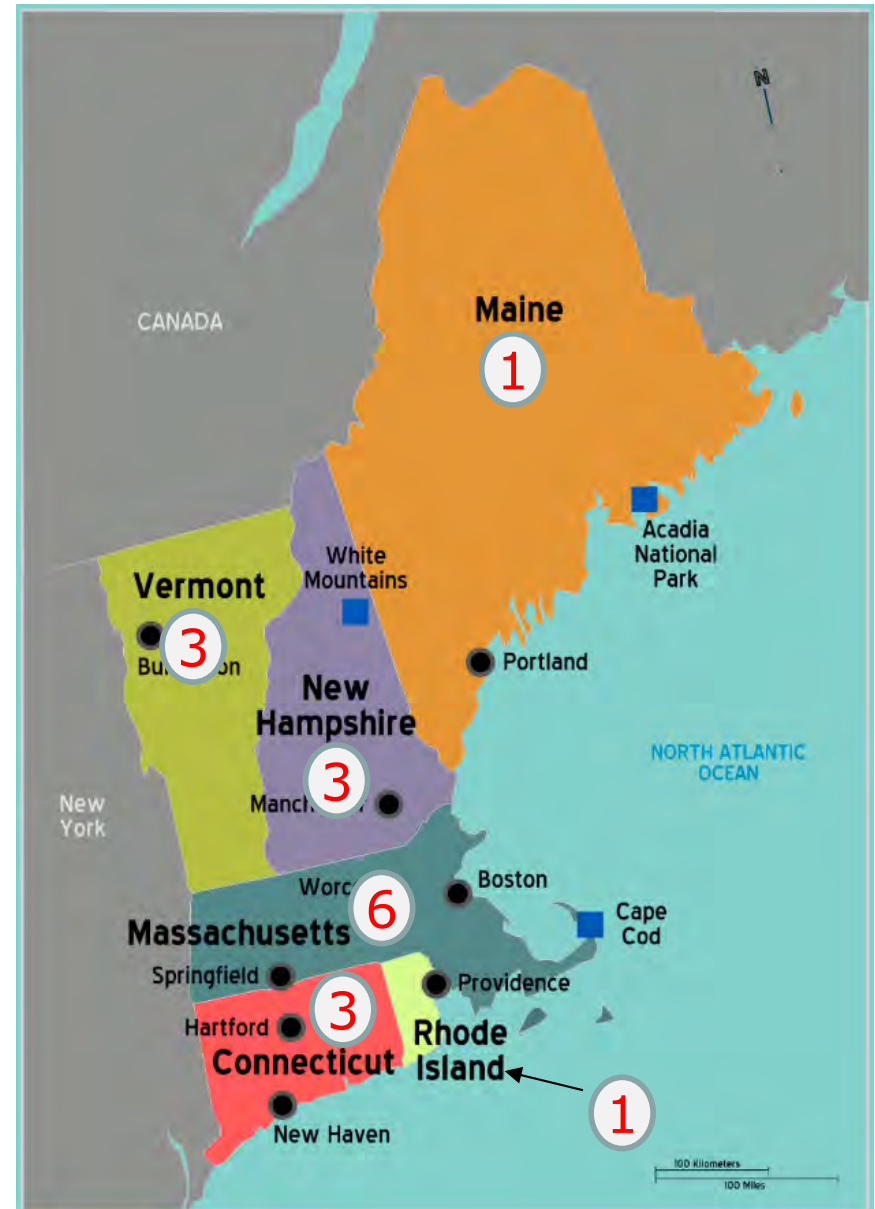 N
CANADA
Maine
1
Acadia
National
Park
White
Mountains
Vermont
3
Portland
New
Hampshire
3
NORTH ATLANTIC
OCEAN
New
York
Boston
6
Cape
Cod
Massachusetts
Springfield
Providence
3
Hartford
Rhode
Island
Connecticut
1
New Haven
100 Kilometers
100 Miles